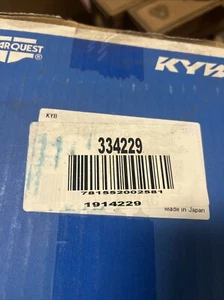 ARQUEST
KYB
KYB
334229
781552002581
1914229
Made in Japan